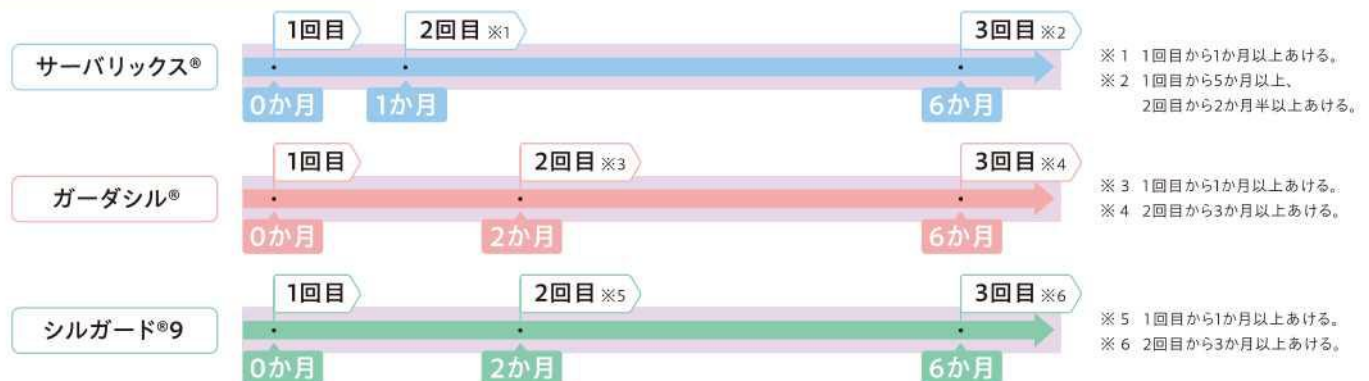 サーバリックス®
1回目
2回目 ※1
3回目 ※2
0か月
1か月
6か月
※1 1回目から1か月以上あける。
※2 1回目から5か月以上、
2回目から2か月半以上あける。
ガーダシル®
1回目
2回目 ※3
3回目 ※4
0か月
2か月
6か月
※3 1回目から1か月以上あける。
※4 2回目から3か月以上あける。
シルガード®9
1回目
2回目 ※5
3回目 ※6
0か月
2か月
6か月
※5 1回目から1か月以上あける。
※6 2回目から3か月以上あける。